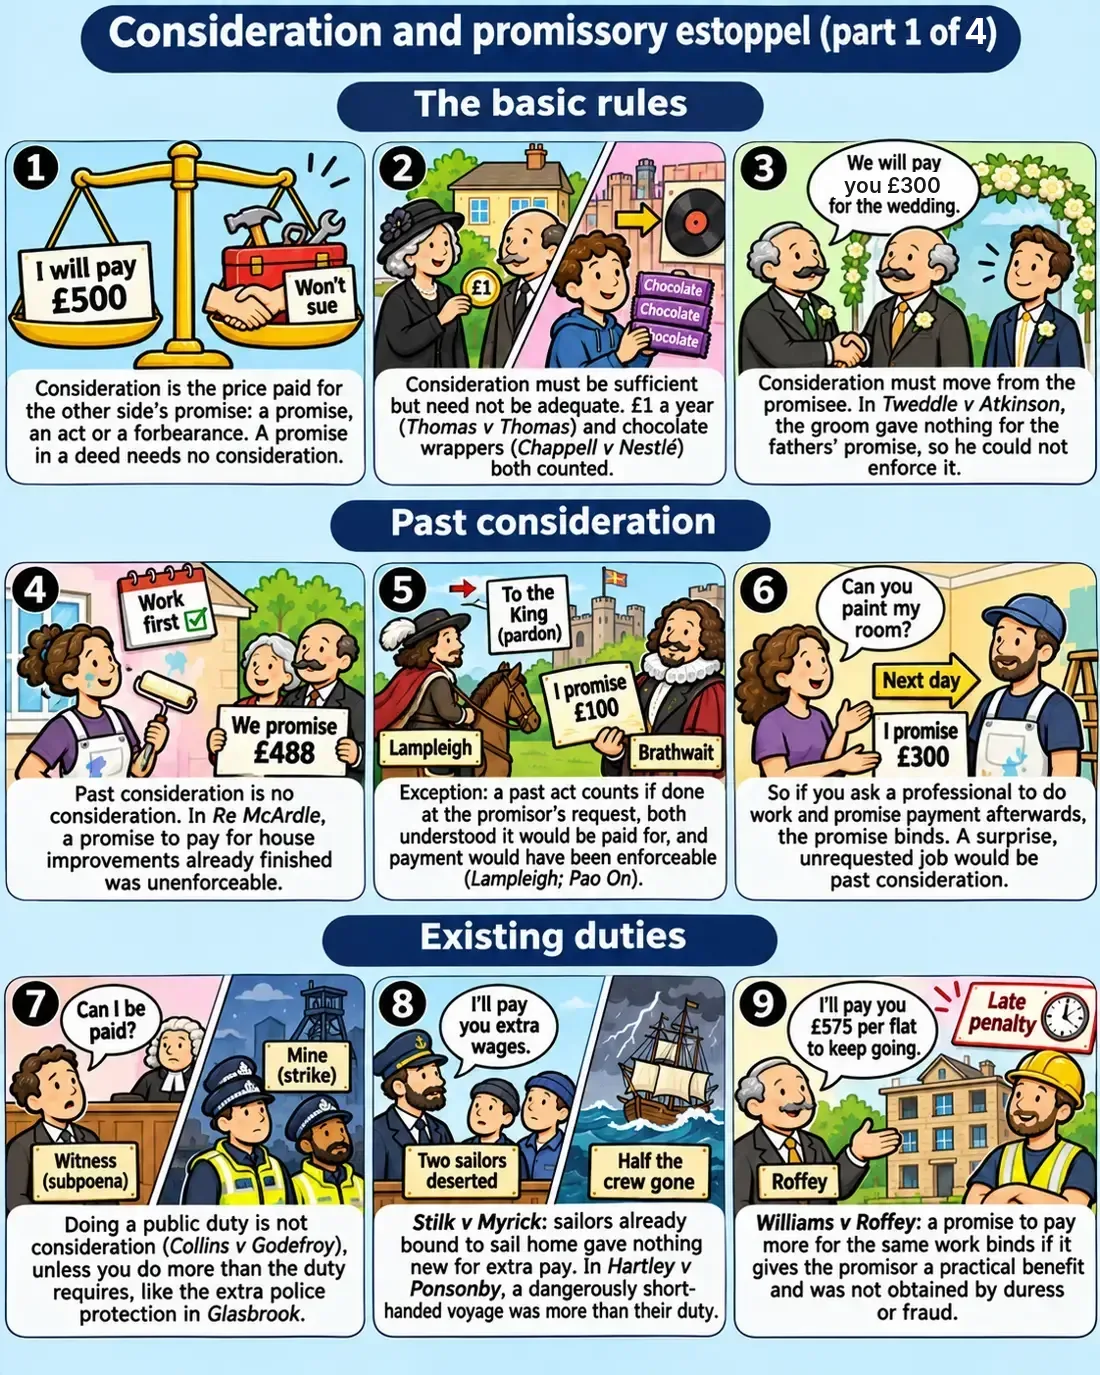 Consideration and promissory estoppel (part 1 of 4)
The basic rules
1
I will pay
£500
Won't
sue
Consideration is the price paid for
the other side's promise: a promise,
an act or a forbearance. A promise
in a deed needs no consideration.
2
£1
Chocolate
Chocolate
hocolate
Consideration must be sufficient
but need not be adequate. £1 a year
(Thomas v Thomas) and chocolate
wrappers (Chappell v Nestlé)
both counted.
3
We will pay
you £300
for the wedding.
Consideration must move from the
promisee. In Tweddle v Atkinson,
the groom gave nothing for the
fathers' promise, so he could not
enforce it.
Past consideration
4
Work
first
We promise
£488
Past consideration is no
consideration. In Re McArdle,
a promise to pay for house
improvements already finished
was unenforceable.
5
To the
King
(pardon)
I promise
£100
Lampleigh
Brathwait
Exception: a past act counts if done
at the promisor's request, both
understood it would be paid for, and
payment would have been enforceable
(Lampleigh; Pao On).
6
Can you
paint my
room?
Next day
I promise
£300
So if you ask a professional to do
work and promise payment afterwards,
the promise binds. A surprise,
unrequested job would be
past consideration.
Existing duties
7
Can I be
paid?
Mine
(strike)
Witness
(subpoena)
Doing a public duty is not
consideration (Collins v Godefroy),
unless you do more than the duty
requires, like the extra police
protection in Glasbrook.
8
I'll pay
you extra
wages.
Two sailors
deserted
Half the
crew gone
Stilk v Myrick: sailors already
bound to sail home gave nothing
new for extra pay. In Hartley v
Ponsonby, a dangerously short-
handed voyage was more than their duty.
9
I'll pay you
£575 per flat
to keep going.
Late
penalty
Roffey
Williams v Roffey: a promise to pay
more for the same work binds if it
gives the promisor a practical benefit
and was not obtained by duress
or fraud.